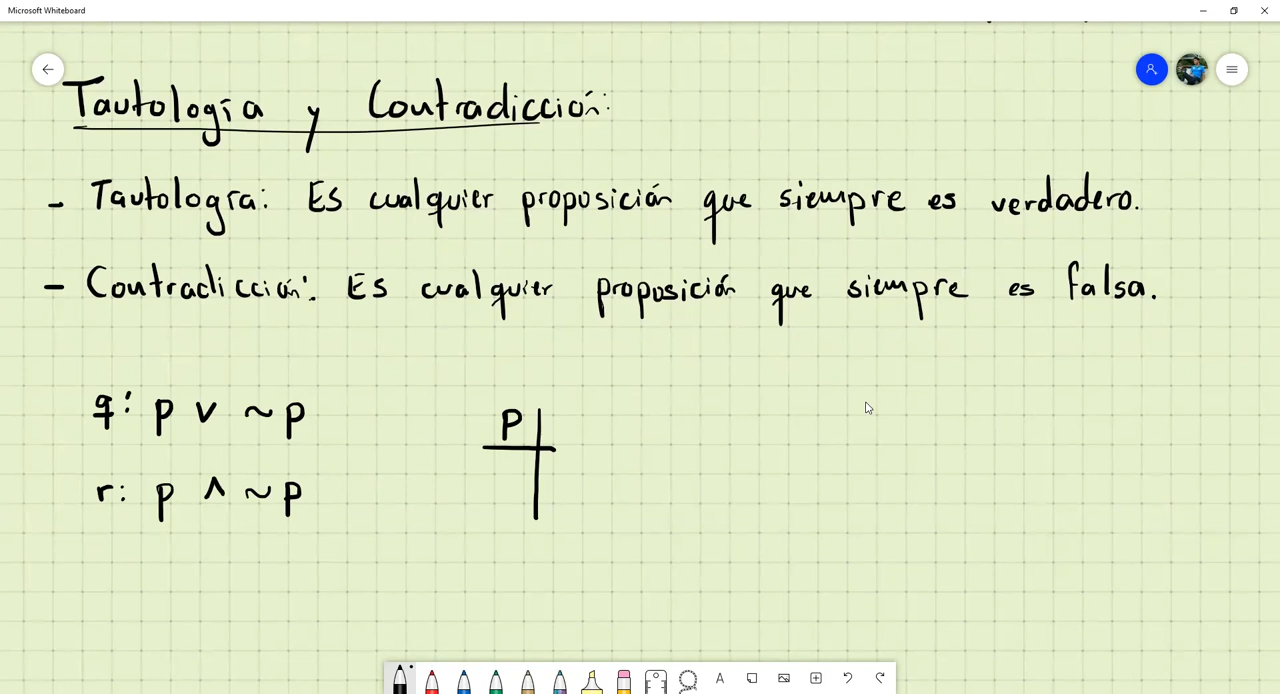 Microsoft Whiteboard
Tautología y Contradicción:
- Tautología: Es cualquier proposición que siempre es verdadero.
- Contradicción: Es cualquier proposición que siempre es falsa.
q: p ∨ ~p
P
r: p ∧ ~p
A